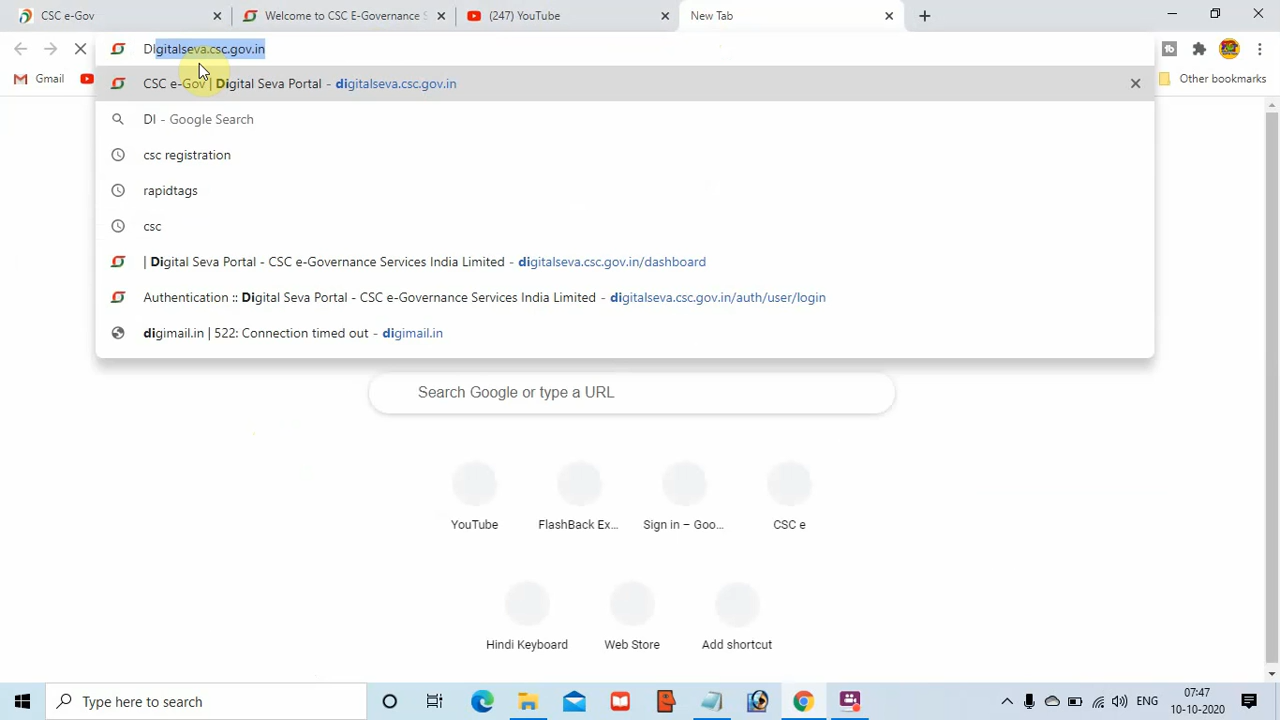 CSC e-Gov
Welcome to CSC E-Governance S
(247) YouTube
New Tab
DIgitalseva.csc.gov.in
Gmail
Other bookmarks
CSC e-Gov | Digital Seva Portal - digitalseva.csc.gov.in
DI - Google Search
csc registration
rapidtags
csc
| Digital Seva Portal - CSC e-Governance Services India Limited - digitalseva.csc.gov.in/dashboard
Authentication :: Digital Seva Portal - CSC e-Governance Services India Limited - digitalseva.csc.gov.in/auth/user/login
digimail.in | 522: Connection timed out - digimail.in
Search Google or type a URL
YouTube
FlashBack Ex...
Sign in – Goo...
CSC e
Hindi Keyboard
Web Store
Add shortcut
Type here to search
ENG
07:47
10-10-2020